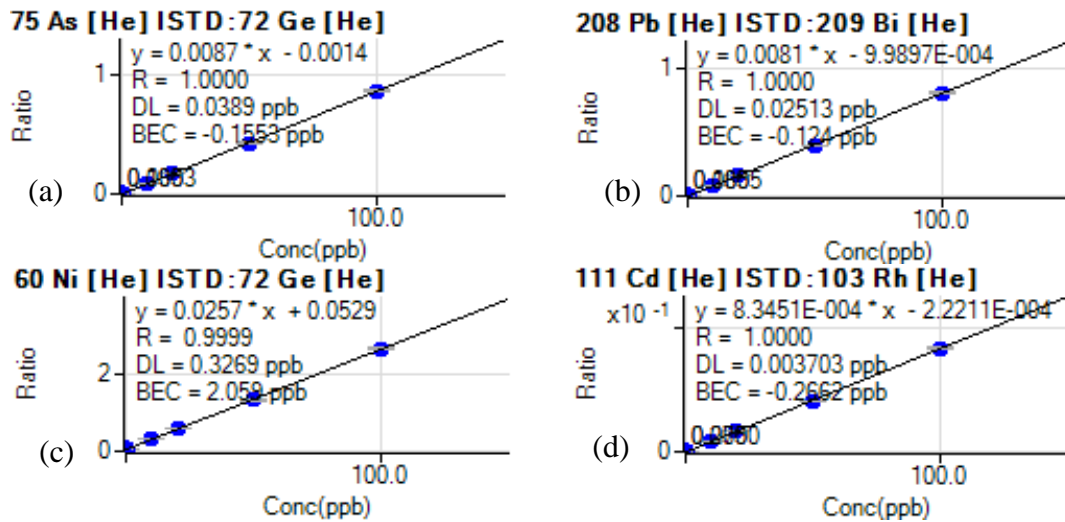 75 As [He] ISTD:72 Ge [He]
y = 0.0087 * x - 0.0014
R = 1.0000
DL = 0.0389 ppb
BEC = -0.1553 ppb
Ratio
1
0
100.0
Conc(ppb)
(a)
208 Pb [He] ISTD:209 Bi [He]
y = 0.0081 * x - 9.9897E-004
R = 1.0000
DL = 0.02513 ppb
BEC = -0.124 ppb
Ratio
1
0
100.0
Conc(ppb)
(b)
60 Ni [He] ISTD:72 Ge [He]
y = 0.0257 * x + 0.0529
R = 0.9999
DL = 0.3269 ppb
BEC = 2.059 ppb
Ratio
2
0
100.0
Conc(ppb)
(c)
111 Cd [He] ISTD:103 Rh [He]
x10 -1
y = 8.3451E-004 * x - 2.2211E-004
R = 1.0000
DL = 0.003703 ppb
BEC = -0.2662 ppb
Ratio
0
100.0
Conc(ppb)
(d)